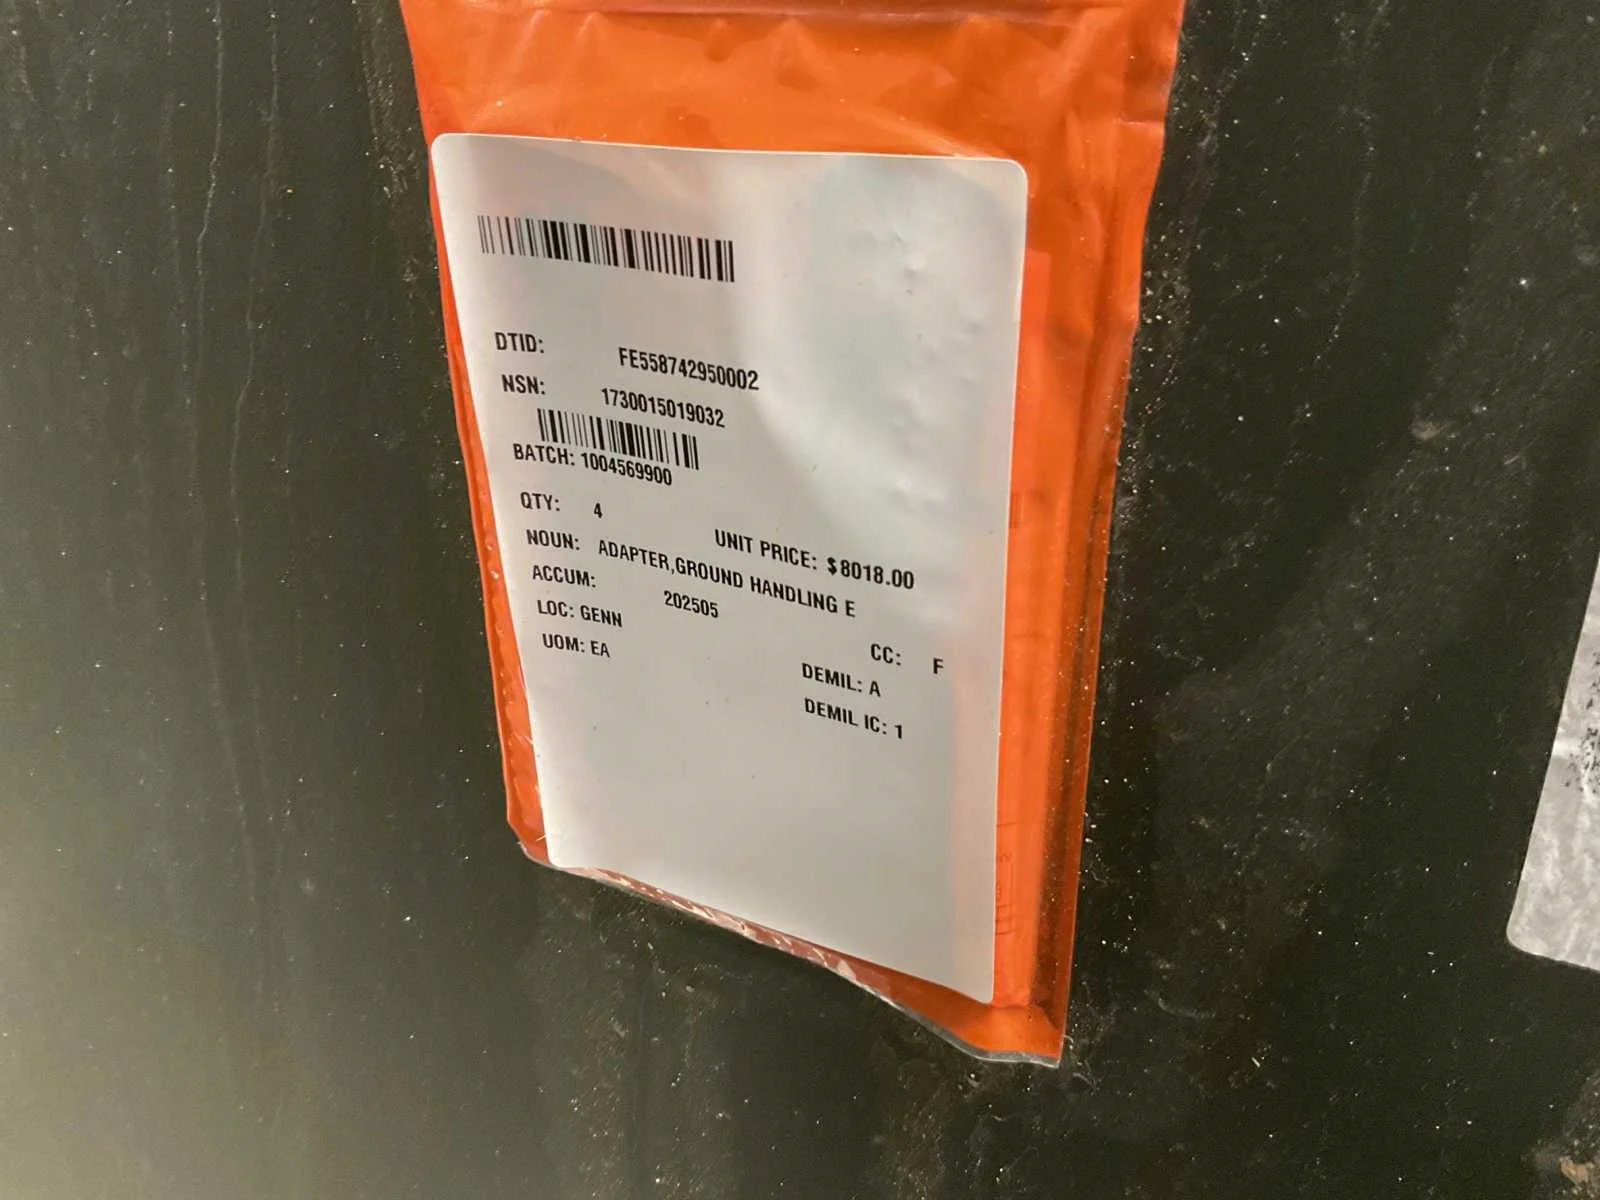 DTID: FE558742950002
NSN: 1730015019032
BATCH: 1004569900
QTY: 4
UNIT PRICE: $8018.00
NOUN: ADAPTER,GROUND HANDLING E
ACCUM: 202505
LOC: GENN
CC: F
UOM: EA
DEMIL: A
DEMIL IC: 1